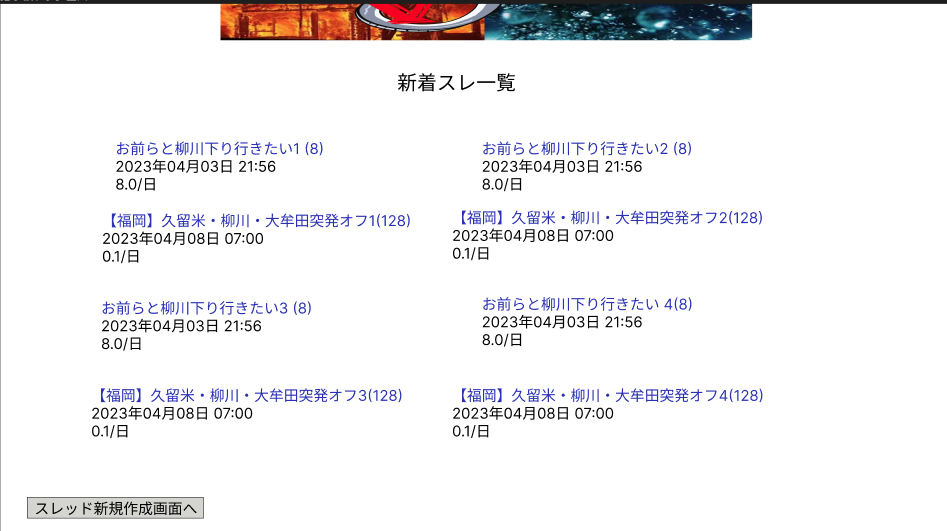 新着スレ一覧
お前らと柳川下り行きたい1 (8)
2023年04月03日 21:56
8.0/日
お前らと柳川下り行きたい2 (8)
2023年04月03日 21:56
8.0/日
【福岡】久留米・柳川・大牟田突発オフ1(128)
2023年04月08日 07:00
0.1/日
【福岡】久留米・柳川・大牟田突発オフ2(128)
2023年04月08日 07:00
0.1/日
お前らと柳川下り行きたい3 (8)
2023年04月03日 21:56
8.0/日
お前らと柳川下り行きたい 4(8)
2023年04月03日 21:56
8.0/日
【福岡】久留米・柳川・大牟田突発オフ3(128)
2023年04月08日 07:00
0.1/日
【福岡】久留米・柳川・大牟田突発オフ4(128)
2023年04月08日 07:00
0.1/日
スレッド新規作成画面へ